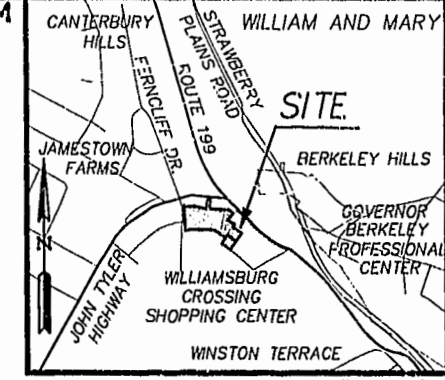 WILLIAM AND MARY
CANTERBURY
HILLS
STRAWBERRY
PLAINS ROAD
ROUTE 199
FERNCLIFF DR.
SITE
JAMESTOWN
FARMS
BERKELEY HILLS
GOVERNOR
BERKELEY
PROFESSIONAL
CENTER
N
WILLIAMSBURG
CROSSING
SHOPPING CENTER
JOHN TYLER
HIGHWAY
WINSTON TERRACE